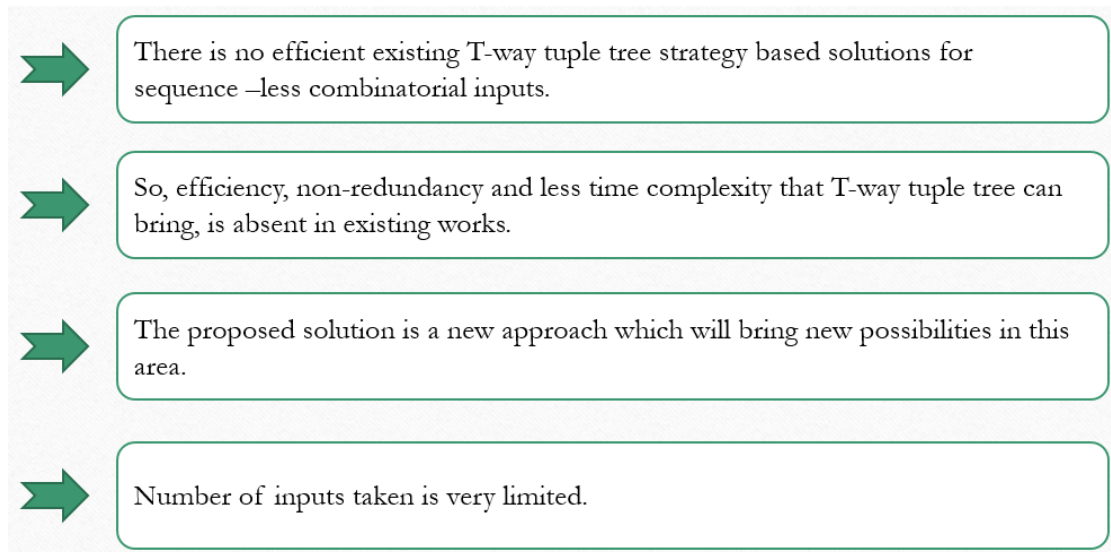 There is no efficient existing T-way tuple tree strategy based solutions for
sequence –less combinatorial inputs.
So, efficiency, non-redundancy and less time complexity that T-way tuple tree can
bring, is absent in existing works.
The proposed solution is a new approach which will bring new possibilities in this
area.
Number of inputs taken is very limited.